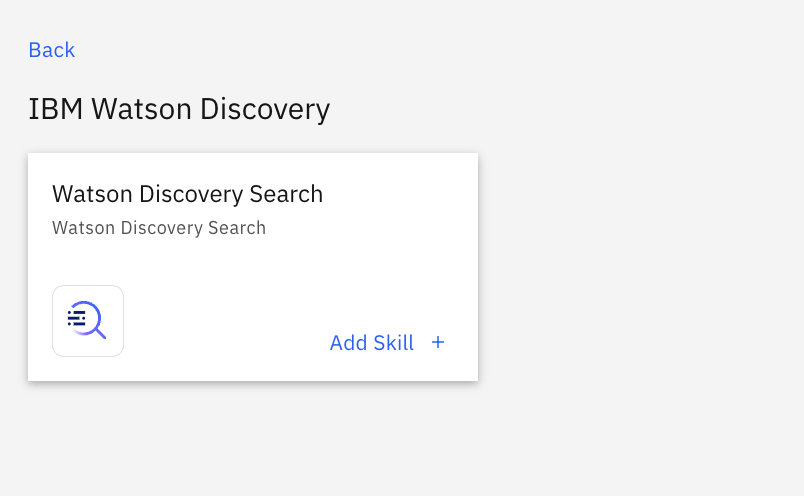 Back
IBM Watson Discovery
Watson Discovery Search
Watson Discovery Search
Add Skill +